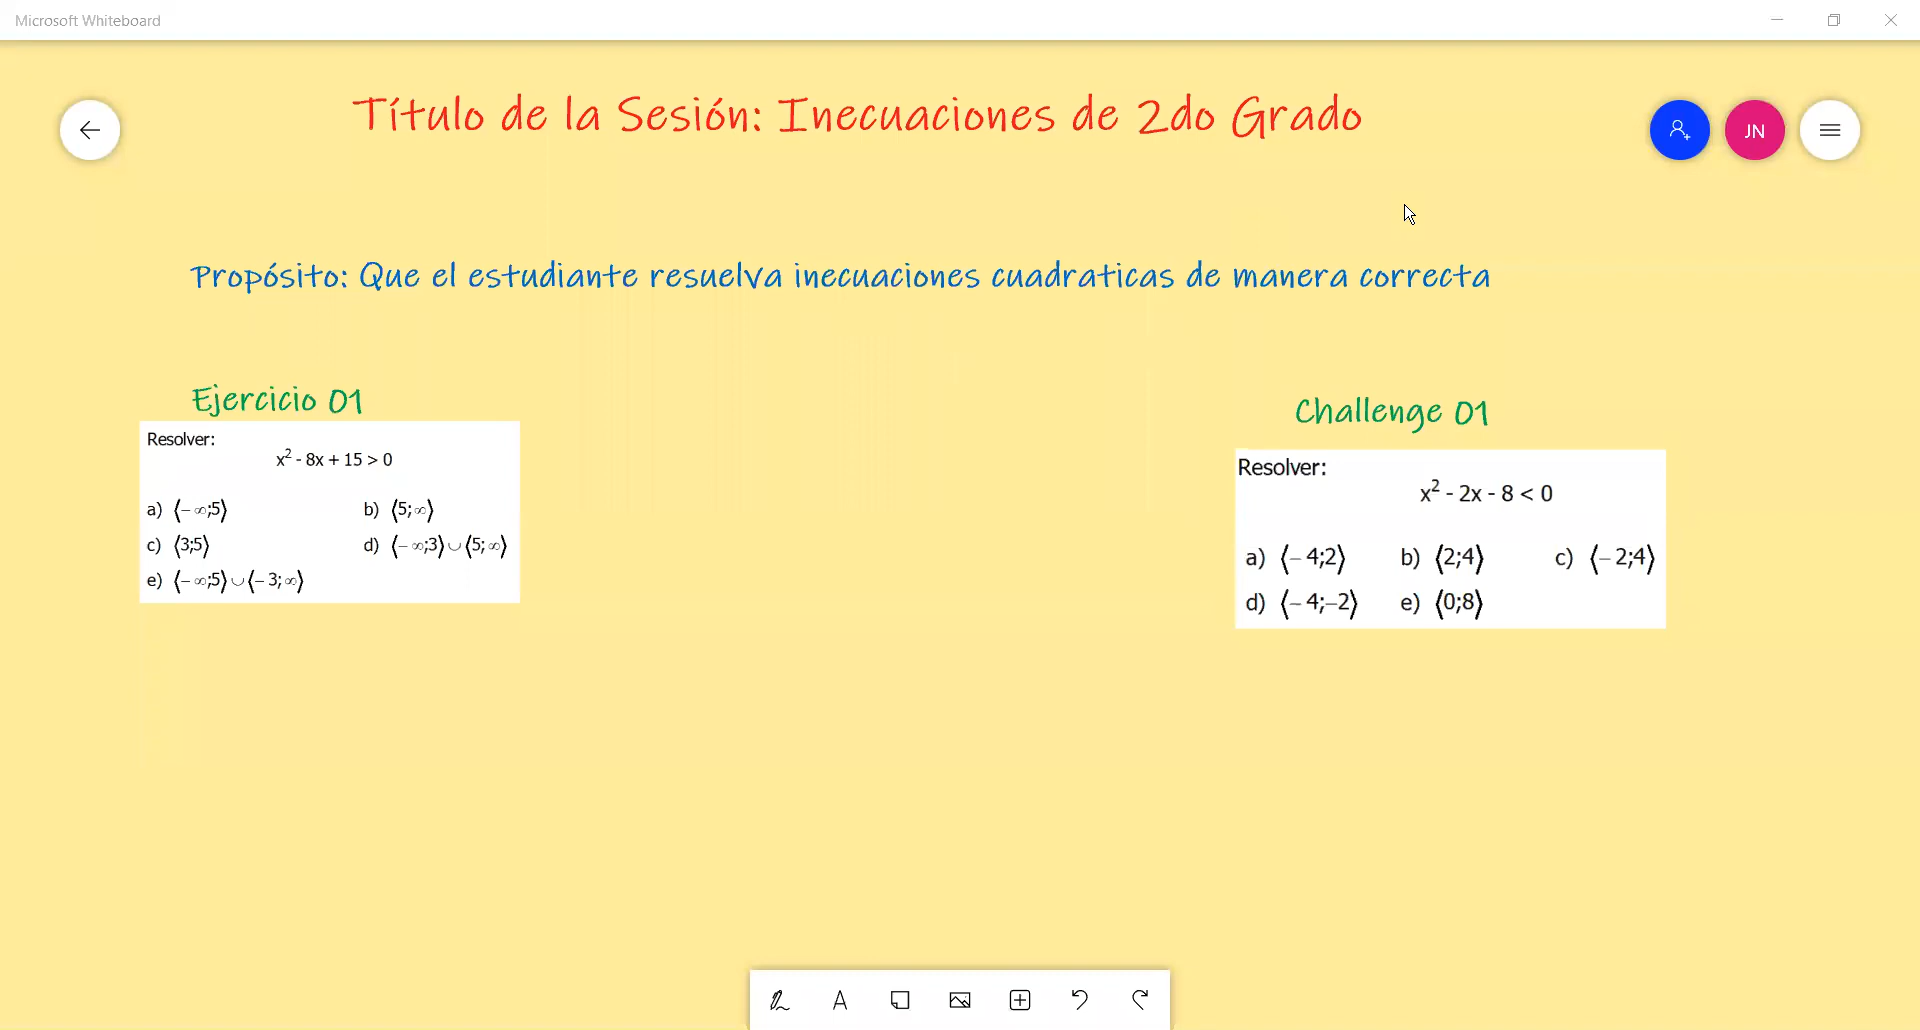 Microsoft Whiteboard
Título de la Sesión: Inecuaciones de 2do Grado
JN
Propósito: Que el estudiante resuelva inecuaciones cuadraticas de manera correcta
Ejercicio 01
Resolver:
x² - 8x + 15 > 0
a) ⟨- ∞;5⟩ b) ⟨5; ∞⟩
c) ⟨3;5⟩ d) ⟨- ∞;3⟩ ∪ ⟨5; ∞⟩
e) ⟨- ∞;5⟩ ∪ ⟨- 3; ∞⟩
Challenge 01
Resolver:
x² - 2x - 8 < 0
a) ⟨- 4;2⟩ b) ⟨2;4⟩ c) ⟨- 2;4⟩
d) ⟨- 4;-2⟩ e) ⟨0;8⟩